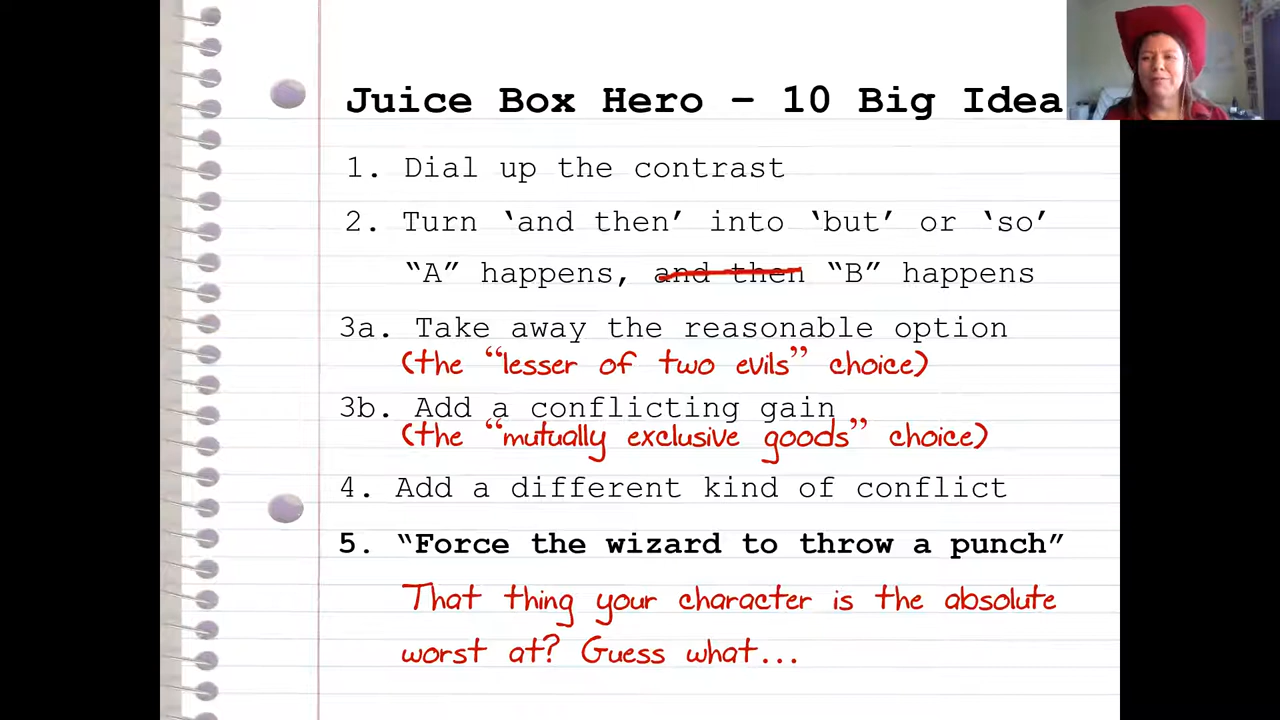 Juice Box Hero – 10 Big Idea
1. Dial up the contrast
2. Turn ‘and then’ into ‘but’ or ‘so’
“A” happens, and then “B” happens
3a. Take away the reasonable option
(the “lesser of two evils” choice)
3b. Add a conflicting gain
(the “mutually exclusive goods” choice)
4. Add a different kind of conflict
5. “Force the wizard to throw a punch”
That thing your character is the absolute
worst at? Guess what...